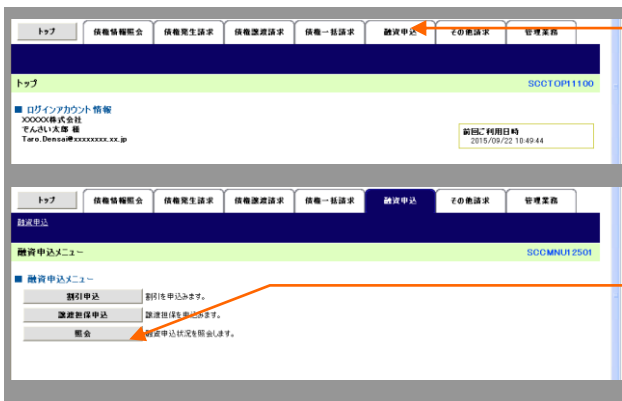 トップ 債権情報照会 債権発生請求 債権譲渡請求 債権一括請求 融資申込 その他請求 管理業務
トップ SCCTOP11100
■ ログインアカウント情報
XXXXXX株式会社
でんさい太郎 様
Taro.Densai@xxxxxxxx.xx.jp
前回ご利用日時
2015/09/22 10:49:44
トップ 債権情報照会 債権発生請求 債権譲渡請求 債権一括請求 融資申込 その他請求 管理業務
融資申込
融資申込メニュー SCCMNU12501
■ 融資申込メニュー
割引申込 割引を申込みます。
譲渡担保申込 譲渡担保を申込みます。
照会 融資申込状況を照会します。